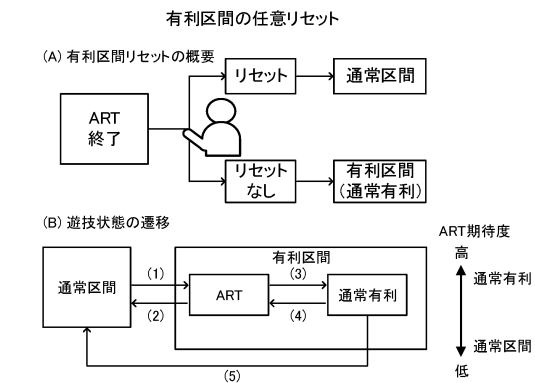 有利区間の任意リセット
(A) 有利区間リセットの概要
リセット
通常区間
ART
終了
リセット
なし
有利区間
(通常有利)
(B) 遊技状態の遷移
ART期待度
高
有利区間
通常区間
(1)
ART
(3)
通常有利
(2)
(4)
通常有利
通常区間
低
(5)